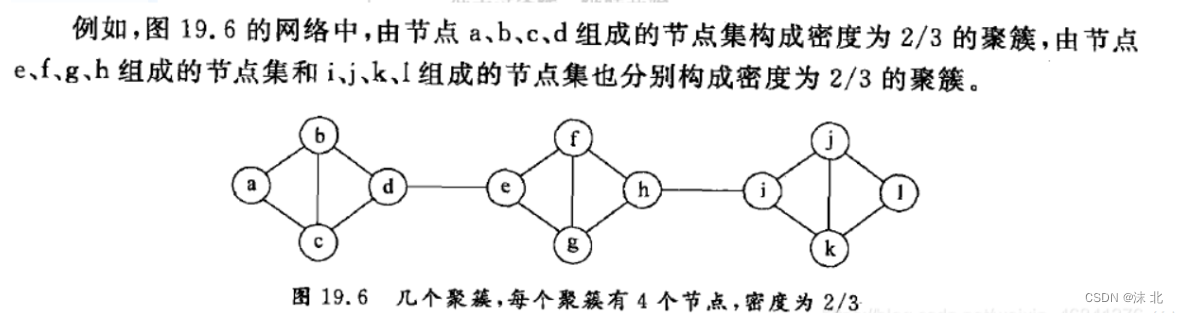 例如,图 19.6 的网络中,由节点 a、b、c、d 组成的节点集构成密度为 2/3 的聚簇,由节点
e、f、g、h 组成的节点集和 i、j、k、l 组成的节点集也分别构成密度为 2/3 的聚簇。
b f j
a d e h i l
c g k
图 19.6 几个聚簇,每个聚簇有 4 个节点,密度为 2/3
CSDN @沫北